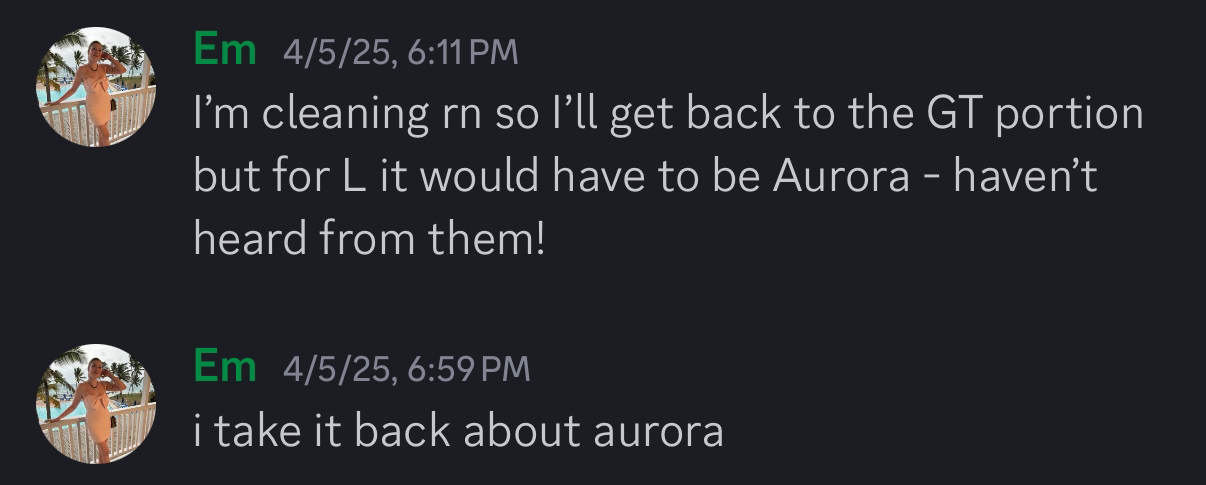 Em 4/5/25, 6:11 PM
I’m cleaning rn so I’ll get back to the GT portion
but for L it would have to be Aurora - haven’t
heard from them!
Em 4/5/25, 6:59 PM
i take it back about aurora